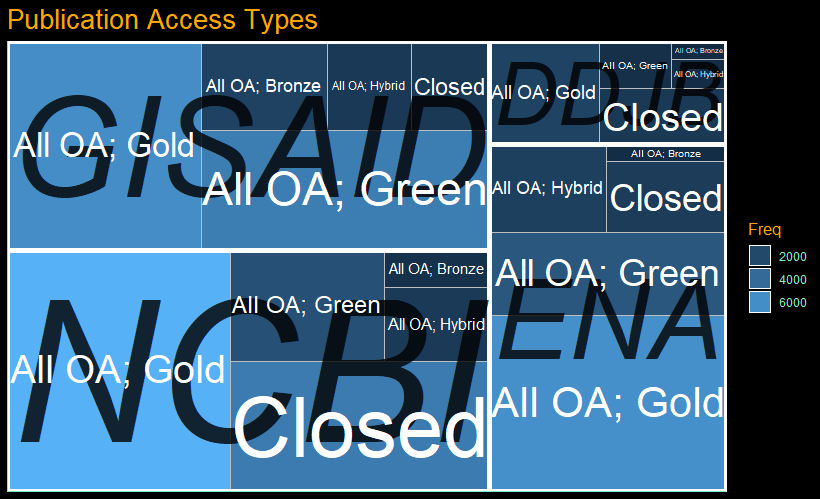 Publication Access Types
GISAID
All OA; Gold
All OA; Bronze
All OA; Hybrid
Closed
All OA; Green
DDJB
All OA; Gold
All OA; Green
All OA; Bronze
All OA; Hybrid
Closed
NCBI
All OA; Gold
All OA; Green
All OA; Bronze
All OA; Hybrid
Closed
ENA
All OA; Hybrid
All OA; Bronze
Closed
All OA; Green
All OA; Gold
Freq
2000
4000
6000